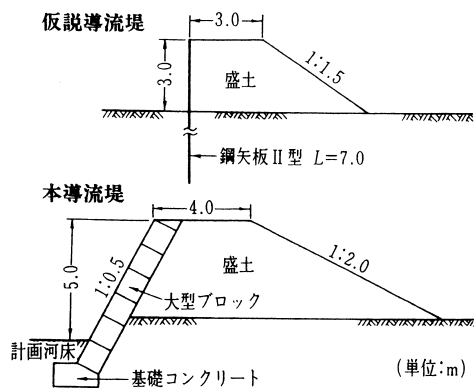 仮説導流堤
3.0
3.0
1:1.5
盛土
鋼矢板II型 L=7.0
本導流堤
4.0
5.0
1:0.5
1:2.0
盛土
大型ブロック
計画河床
基礎コンクリート
(単位:m)